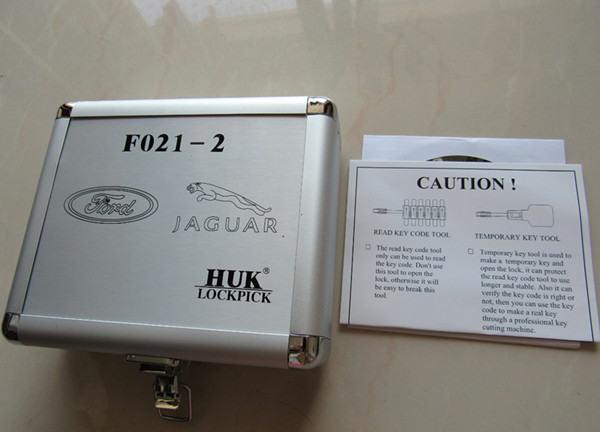 F021-2
Ford
JAGUAR
HUK®
LOCKPICK
CAUTION !
READ KEY CODE TOOL
☐ The read key code tool
only can be used to read
the key code. Don't use
this tool to open the
lock, otherwise it will
be easy to break this
tool.
TEMPORARY KEY TOOL
☐ Temporary key tool is used to
make a temporary key and
open the lock, it can protect
the read key code tool to use
longer and stable. Also it can
verify the key code is right or
not, then you can use the key
code to make a real key
through a professional key
cutting machine.